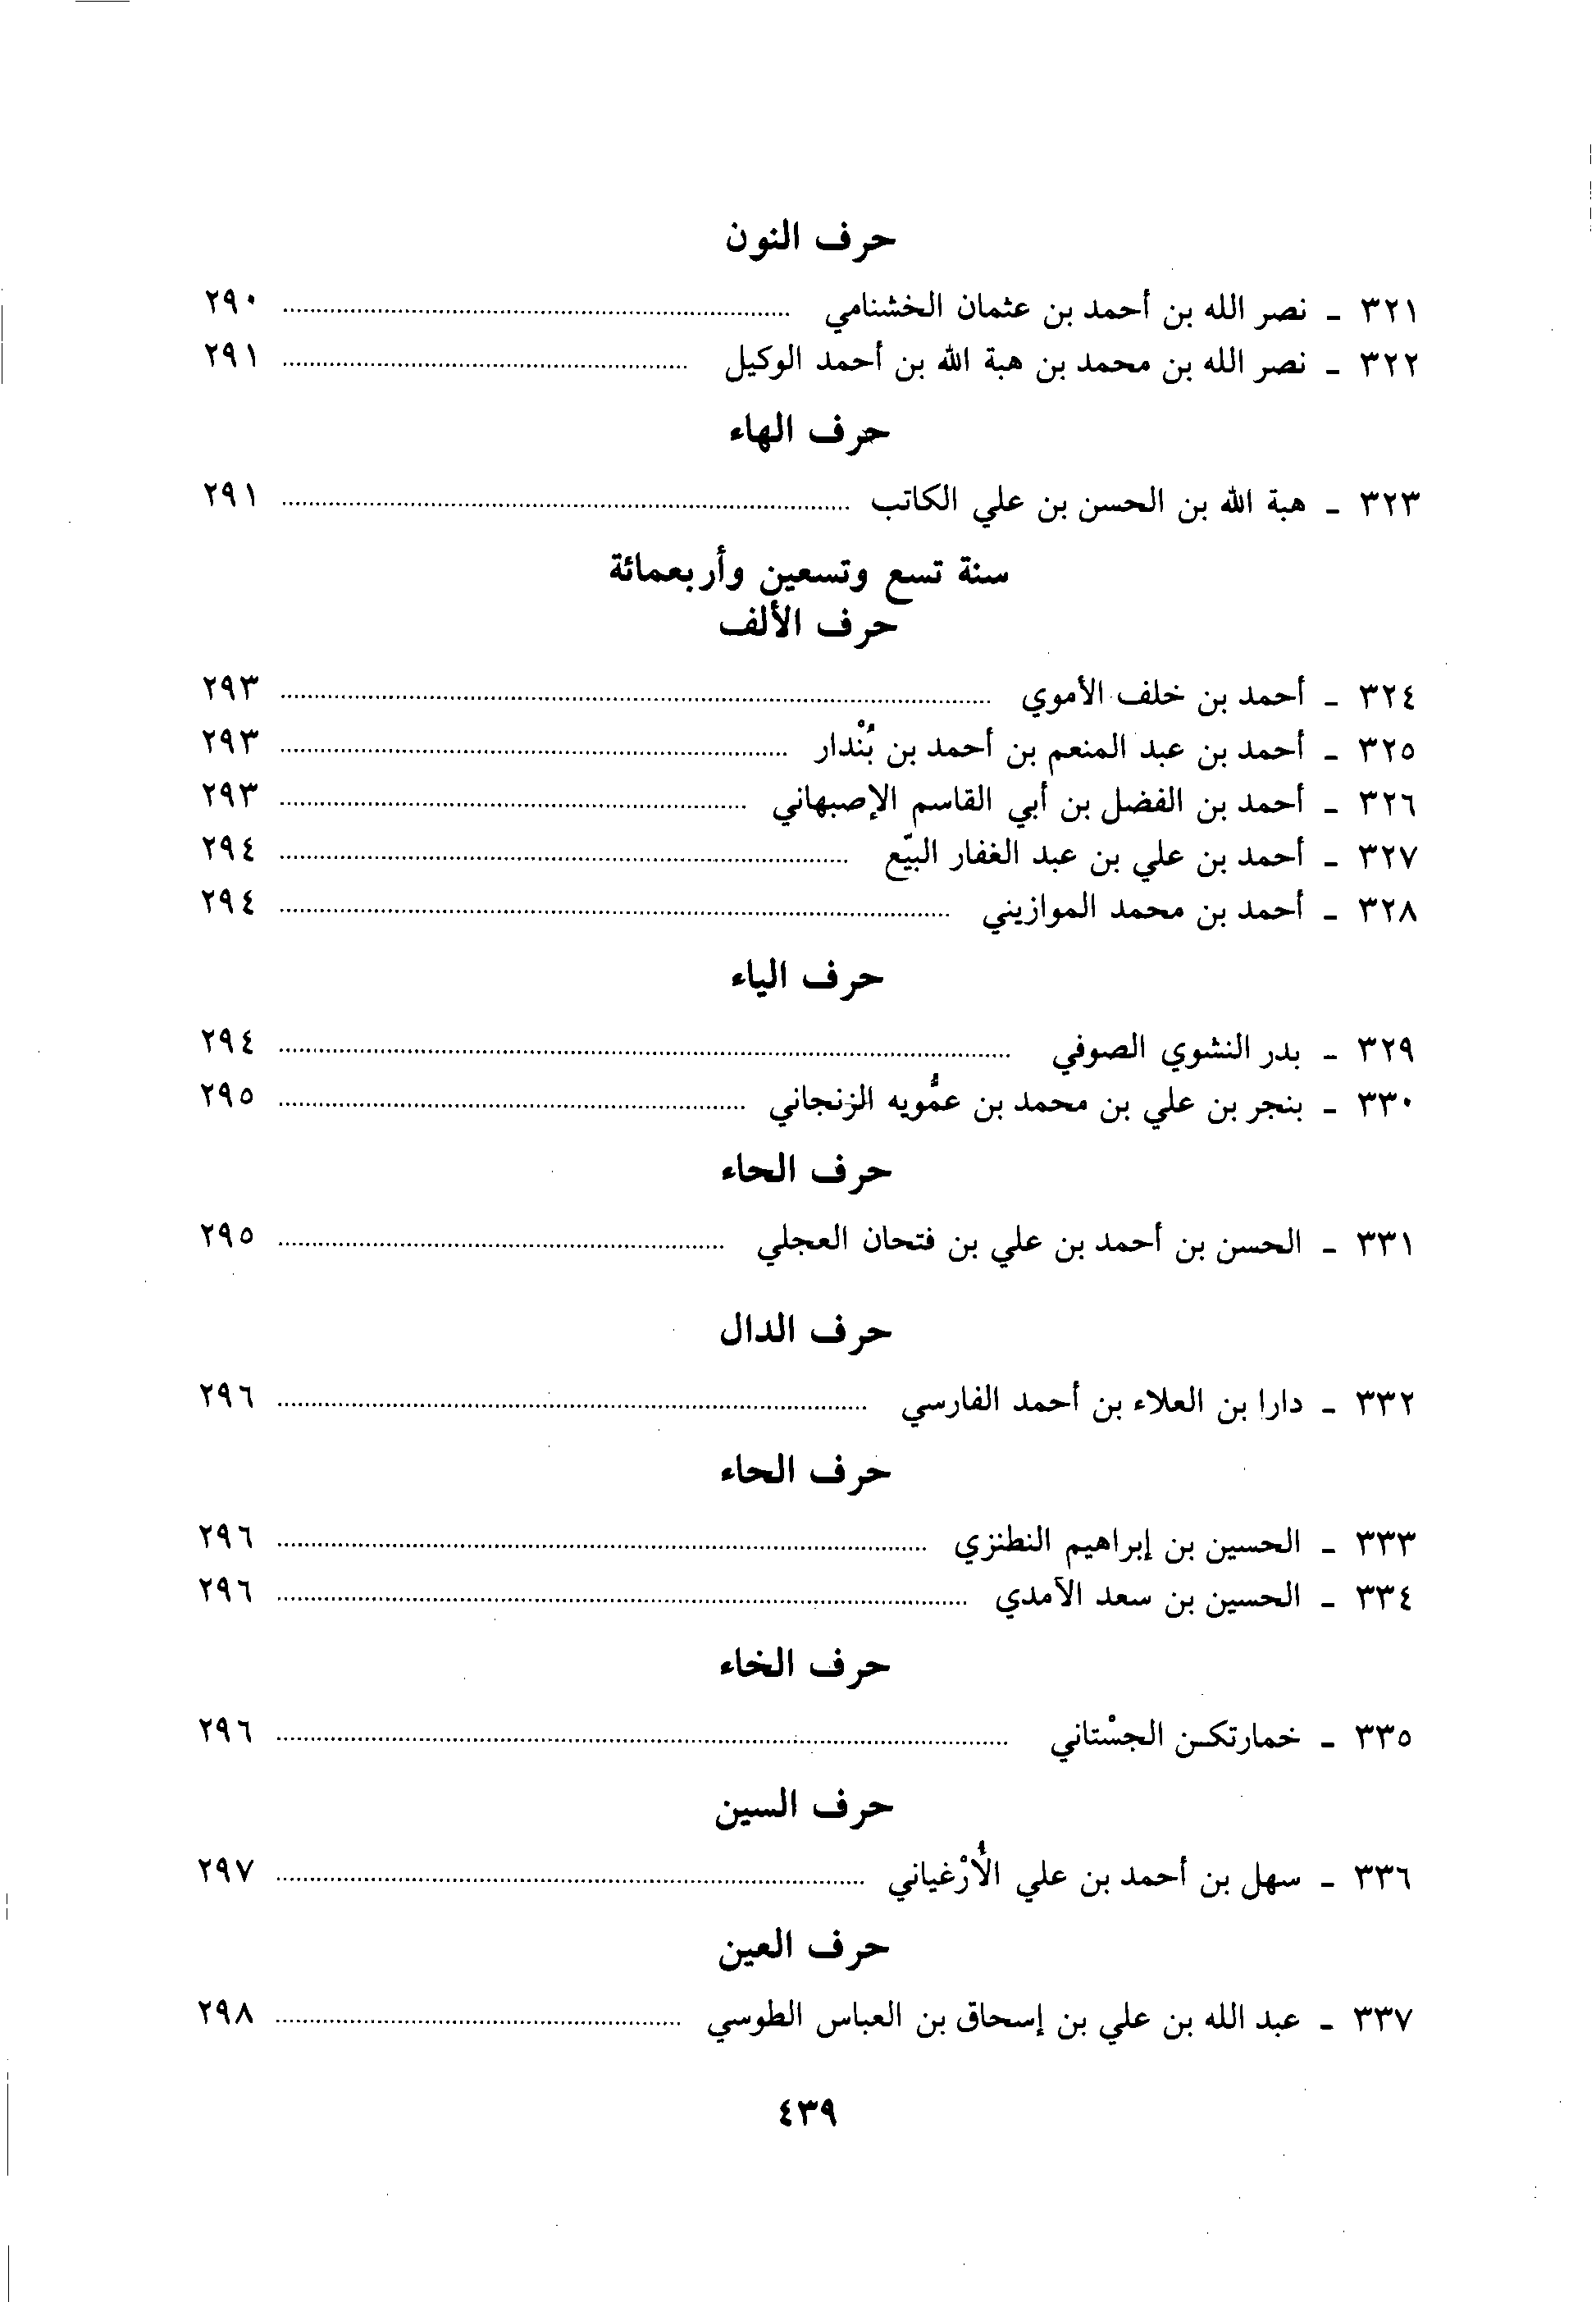 حرف النون
٣٢١ - نصر الله بن أحمد بن عثمان الخشنامي ........ ٢٩٠
٣٢٢ - نصر الله بن محمد بن هبة الله بن أحمد الوكيل ........ ٢٩١
حرف الهاء
٣٢٣ - هبة الله بن الحسن بن علي الكاتب ........ ٢٩١
سنة تسع وتسعين وأربعمائة
حرف الألف
٣٢٤ - أحمد بن خلف الأموي ........ ٢٩٣
٣٢٥ - أحمد بن عبد المنعم بن أحمد بن بُنْدار ........ ٢٩٣
٣٢٦ - أحمد بن الفضل بن أبي القاسم الإصبهاني ........ ٢٩٣
٣٢٧ - أحمد بن علي بن عبد الغفار البيّع ........ ٢٩٤
٣٢٨ - أحمد بن محمد الموازيني ........ ٢٩٤
حرف الياء
٣٢٩ - بدر النشوي الصوفي ........ ٢٩٤
٣٣٠ - بنجر بن علي بن محمد بن عمُّويه الزنجاني ........ ٢٩٥
حرف الحاء
٣٣١ - الحسن بن أحمد بن علي بن فتحان العجلي ........ ٢٩٥
حرف الدال
٣٣٢ - دارا بن العلاء بن أحمد الفارسي ........ ٢٩٦
حرف الحاء
٣٣٣ - الحسين بن إبراهيم النطنزي ........ ٢٩٦
٣٣٤ - الحسين بن سعد الآمدي ........ ٢٩٦
حرف الخاء
٣٣٥ - خمارتكـن الجسْتاني ........ ٢٩٦
حرف السين
٣٣٦ - سهل بن أحمد بن علي الأُرْغياني ........ ٢٩٧
حرف العين
٣٣٧ - عبد الله بن علي بن إسحاق بن العباس الطوسي ........ ٢٩٨
٤٣٩